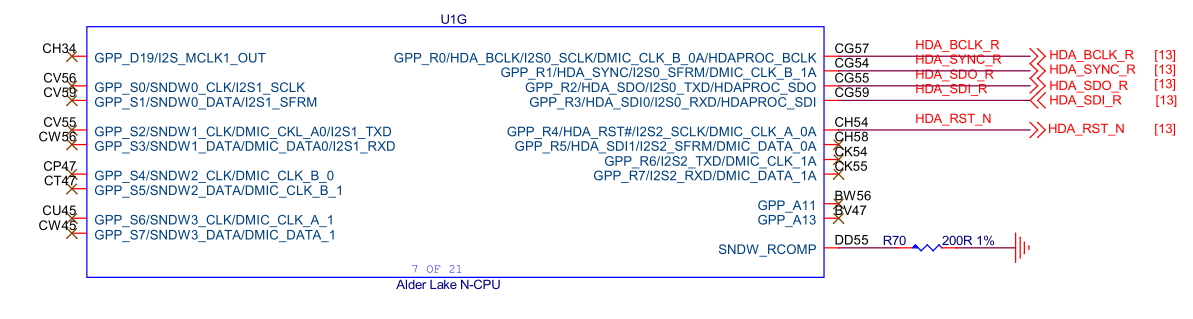 U1G
CH34 GPP_D19/I2S_MCLK1_OUT GPP_R0/HDA_BCLK/I2S0_SCLK/DMIC_CLK_B_0A/HDAPROC_BCLK CG57 HDA_BCLK_R HDA_BCLK_R [13]
GPP_R1/HDA_SYNC/I2S0_SFRM/DMIC_CLK_B_1A CG54 HDA_SYNC_R HDA_SYNC_R [13]
CV56 GPP_S0/SNDW0_CLK/I2S1_SCLK GPP_R2/HDA_SDO/I2S0_TXD/HDAPROC_SDO CG55 HDA_SDO_R HDA_SDO_R [13]
CV59 GPP_S1/SNDW0_DATA/I2S1_SFRM GPP_R3/HDA_SDI0/I2S0_RXD/HDAPROC_SDI CG59 HDA_SDI_R HDA_SDI_R [13]
CV55 GPP_S2/SNDW1_CLK/DMIC_CKL_A0/I2S1_TXD GPP_R4/HDA_RST#/I2S2_SCLK/DMIC_CLK_A_0A CH54 HDA_RST_N HDA_RST_N [13]
CW56 GPP_S3/SNDW1_DATA/DMIC_DATA0/I2S1_RXD GPP_R5/HDA_SDI1/I2S2_SFRM/DMIC_DATA_0A CH58
GPP_R6/I2S2_TXD/DMIC_CLK_1A CK54
CP47 GPP_S4/SNDW2_CLK/DMIC_CLK_B_0 GPP_R7/I2S2_RXD/DMIC_DATA_1A CK55
CT47 GPP_S5/SNDW2_DATA/DMIC_CLK_B_1
GPP_A11 BW56
CU45 GPP_S6/SNDW3_CLK/DMIC_CLK_A_1 GPP_A13 BV47
CW45 GPP_S7/SNDW3_DATA/DMIC_DATA_1
SNDW_RCOMP DD55 R70 200R 1%
7 OF 21
Alder Lake N-CPU